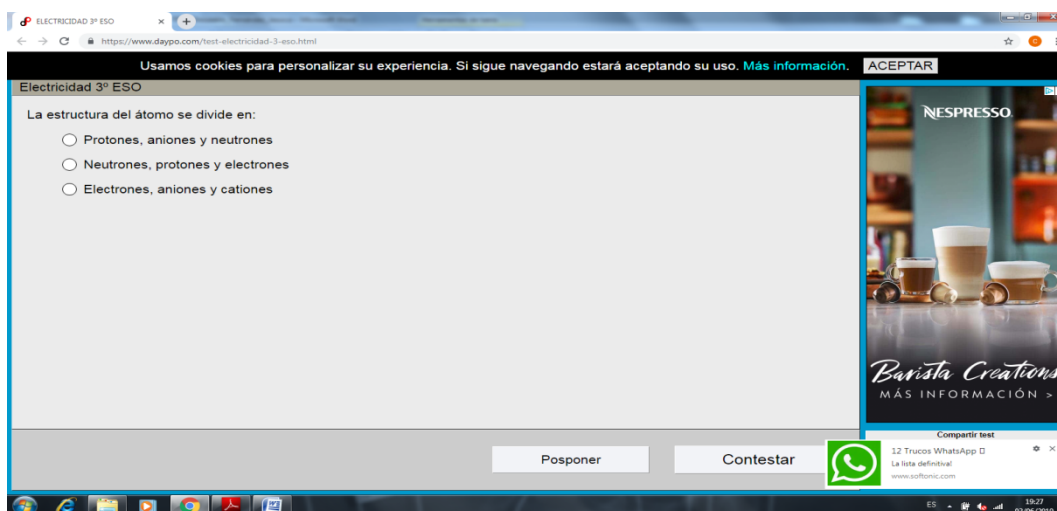 ELECTRICIDAD 3º ESO
https://www.daypo.com/test-electricidad-3-eso.html
Usamos cookies para personalizar su experiencia. Si sigue navegando estará aceptando su uso. Más información. ACEPTAR
Electricidad 3º ESO
La estructura del átomo se divide en:
Protones, aniones y neutrones
Neutrones, protones y electrones
Electrones, aniones y cationes
Posponer
Contestar
NESPRESSO.
Barista Creations
MÁS INFORMACIÓN >
Compartir test
12 Trucos WhatsApp
La lista definitiva!
www.softonic.com
ES
19:27